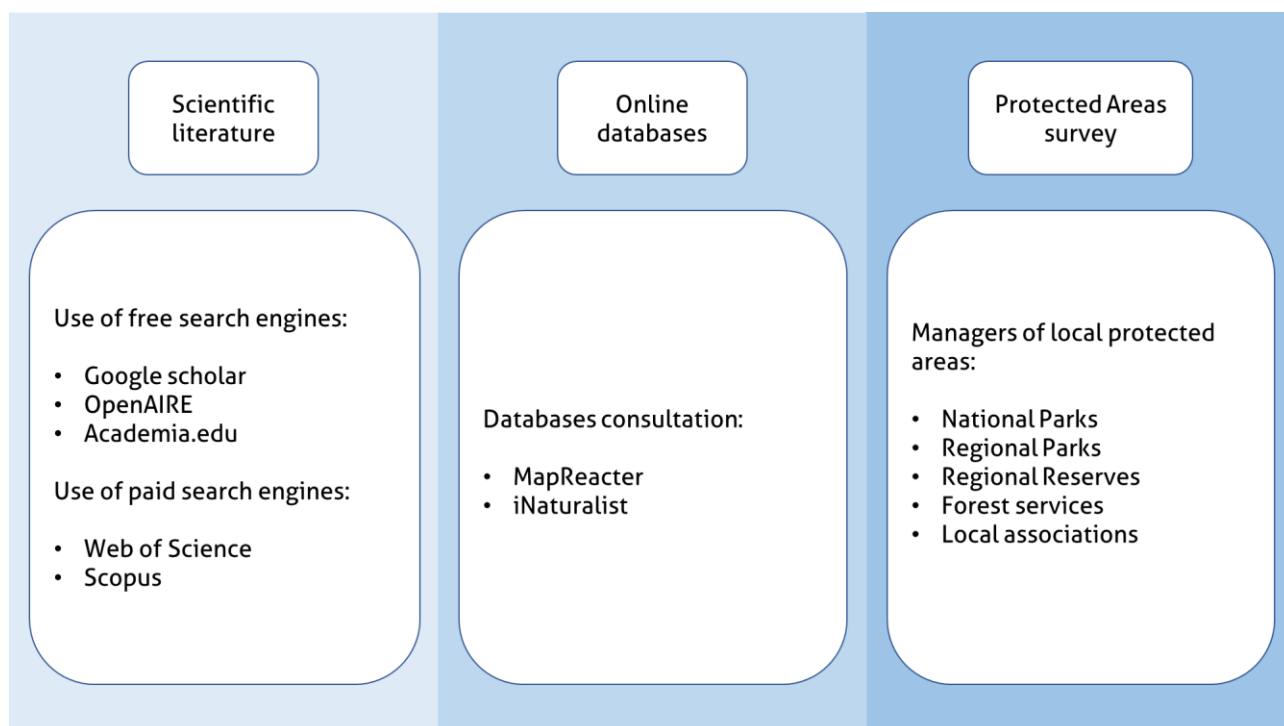 Scientific
literature
Use of free search engines:
• Google scholar
• OpenAIRE
• Academia.edu
Use of paid search engines:
• Web of Science
• Scopus
Online
databases
Databases consultation:
• MapReacter
• iNaturalist
Protected Areas
survey
Managers of local protected
areas:
• National Parks
• Regional Parks
• Regional Reserves
• Forest services
• Local associations